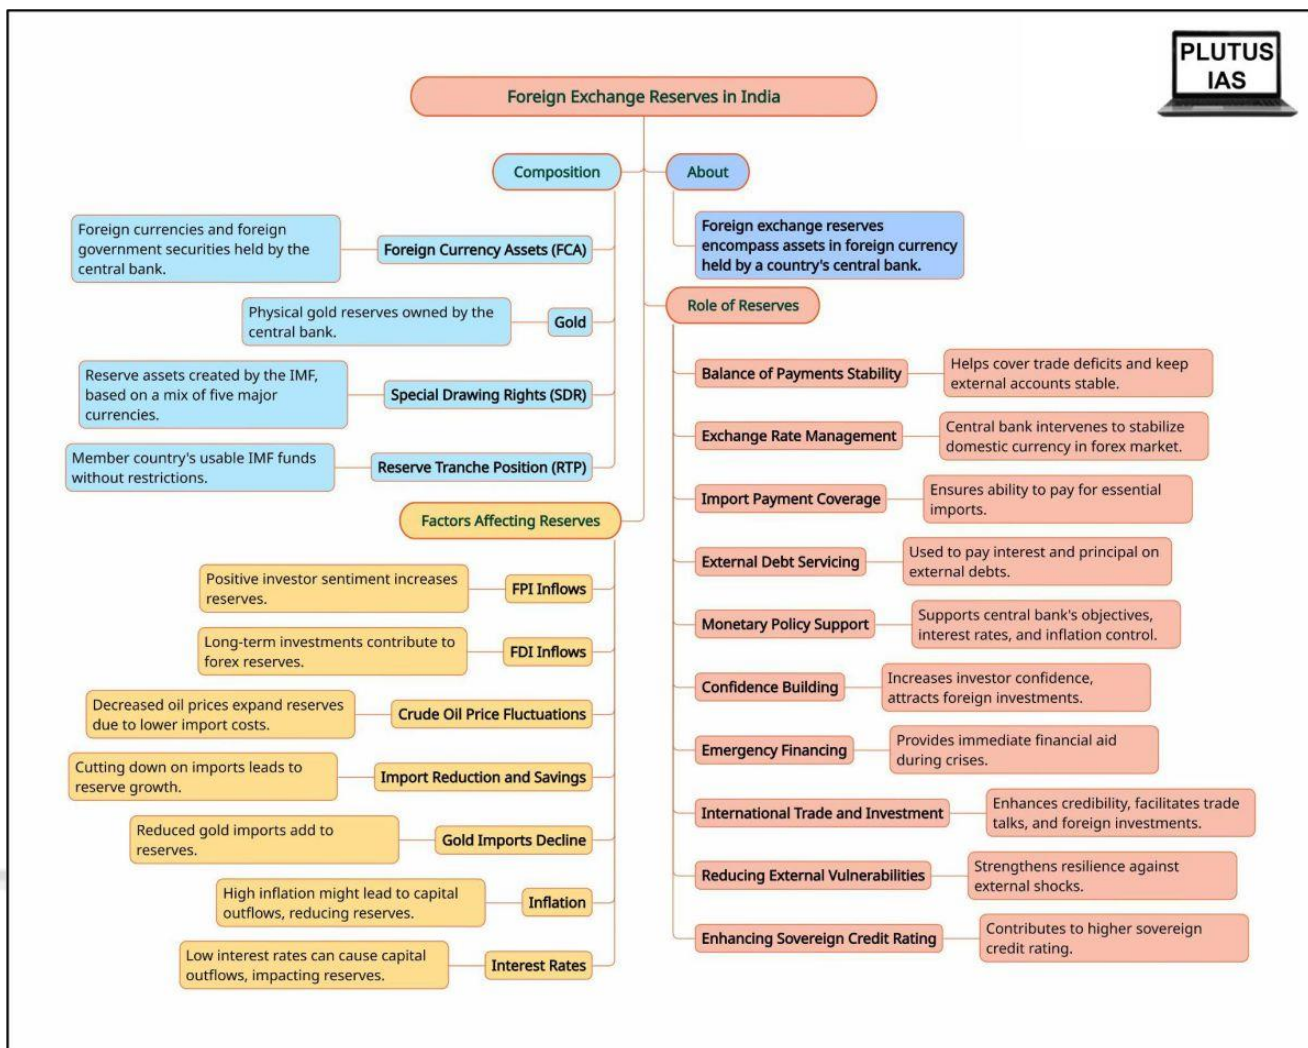 PLUTUS
IAS
Foreign Exchange Reserves in India
Composition
About
Foreign exchange reserves
encompass assets in foreign currency
held by a country's central bank.
Foreign currencies and foreign
government securities held by the
central bank.
Foreign Currency Assets (FCA)
Physical gold reserves owned by the
central bank.
Gold
Reserve assets created by the IMF,
based on a mix of five major
currencies.
Special Drawing Rights (SDR)
Member country's usable IMF funds
without restrictions.
Reserve Tranche Position (RTP)
Role of Reserves
Balance of Payments Stability
Helps cover trade deficits and keep
external accounts stable.
Exchange Rate Management
Central bank intervenes to stabilize
domestic currency in forex market.
Import Payment Coverage
Ensures ability to pay for essential
imports.
External Debt Servicing
Used to pay interest and principal on
external debts.
Monetary Policy Support
Supports central bank's objectives,
interest rates, and inflation control.
Confidence Building
Increases investor confidence,
attracts foreign investments.
Emergency Financing
Provides immediate financial aid
during crises.
International Trade and Investment
Enhances credibility, facilitates trade
talks, and foreign investments.
Reducing External Vulnerabilities
Strengthens resilience against
external shocks.
Enhancing Sovereign Credit Rating
Contributes to higher sovereign
credit rating.
Factors Affecting Reserves
Positive investor sentiment increases
reserves.
FPI Inflows
Long-term investments contribute to
forex reserves.
FDI Inflows
Decreased oil prices expand reserves
due to lower import costs.
Crude Oil Price Fluctuations
Cutting down on imports leads to
reserve growth.
Import Reduction and Savings
Reduced gold imports add to
reserves.
Gold Imports Decline
High inflation might lead to capital
outflows, reducing reserves.
Inflation
Low interest rates can cause capital
outflows, impacting reserves.
Interest Rates